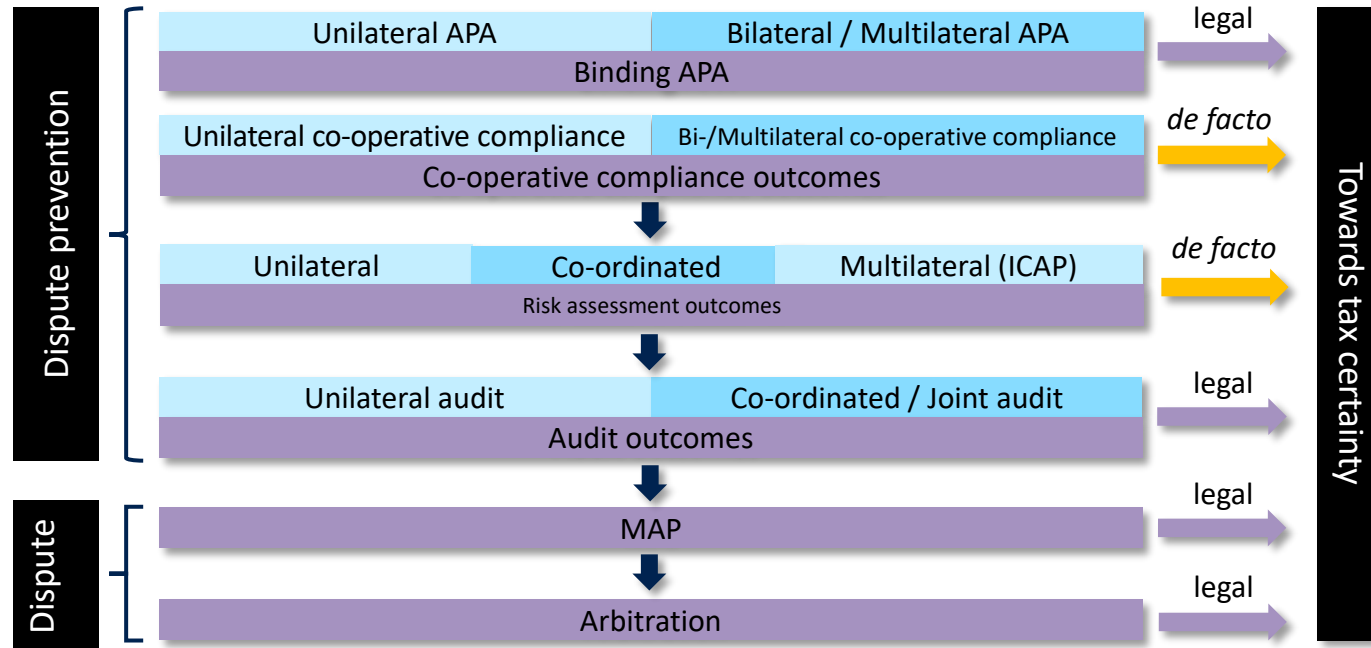 Dispute prevention
Unilateral APA
Bilateral / Multilateral APA
legal
Binding APA
Unilateral co-operative compliance
Bi-/Multilateral co-operative compliance
de facto
Co-operative compliance outcomes
Unilateral
Co-ordinated
Multilateral (ICAP)
de facto
Risk assessment outcomes
Unilateral audit
Co-ordinated / Joint audit
legal
Audit outcomes
Dispute
MAP
legal
Arbitration
legal
Towards tax certainty